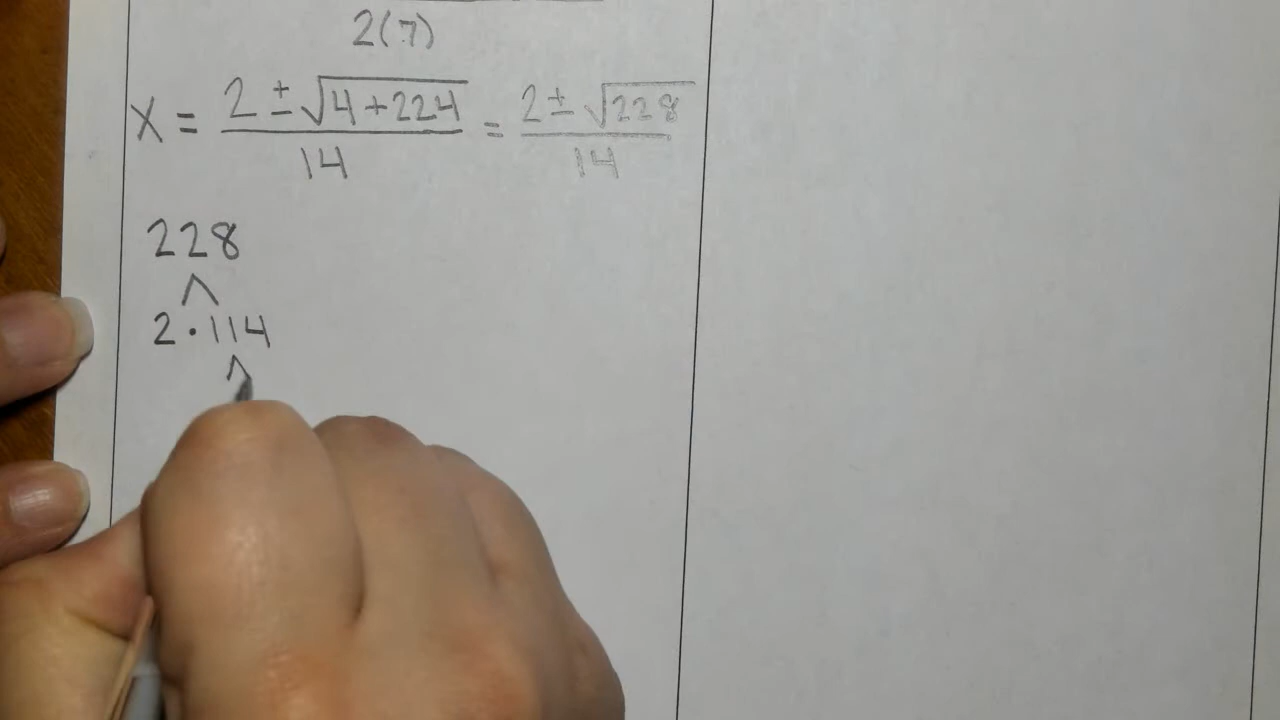 2(7)
X = 2 ± √4+224 / 14 = 2 ± √228 / 14
228
2·114